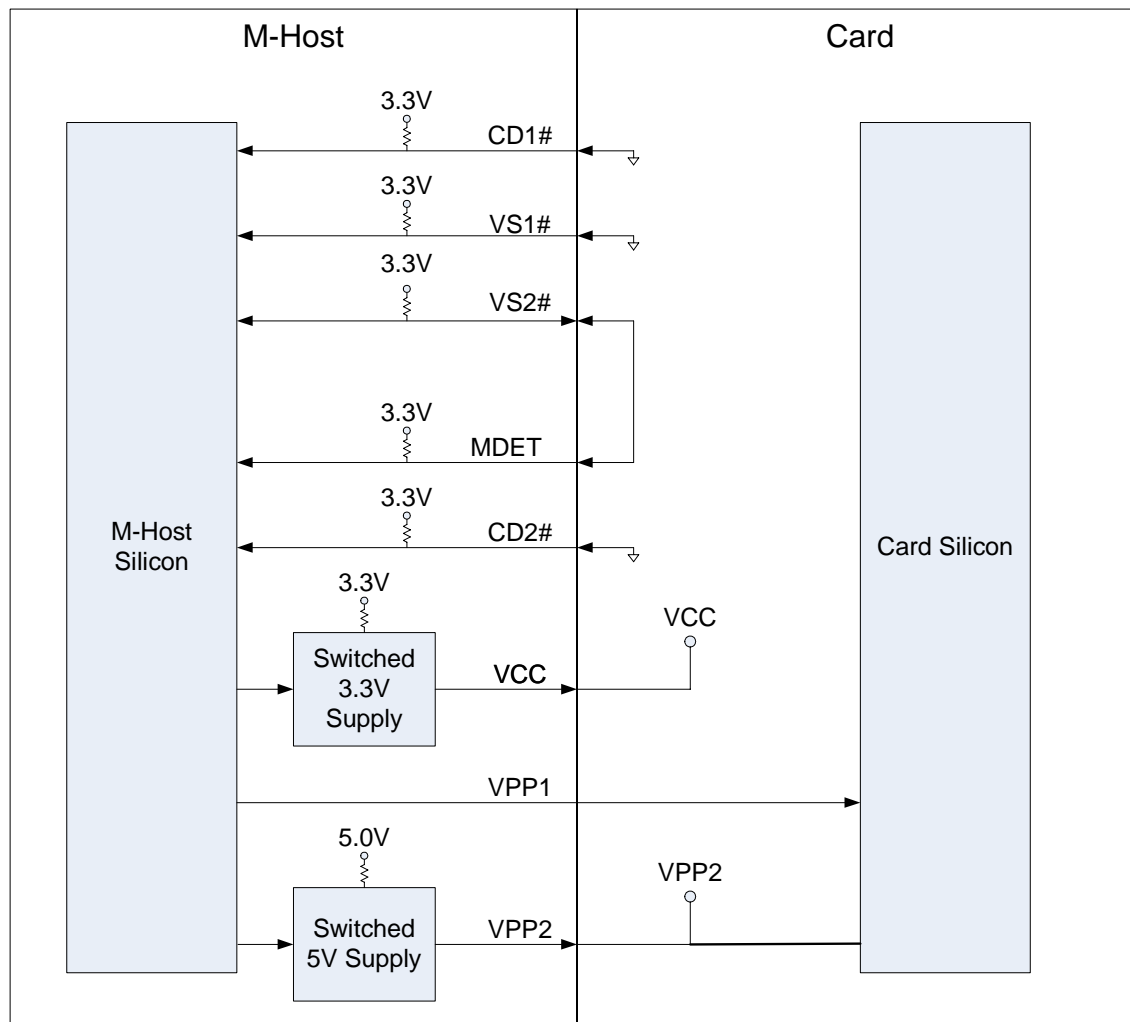 M-Host
Card
3.3V
CD1#
3.3V
VS1#
3.3V
VS2#
3.3V
MDET
3.3V
CD2#
M-Host
Silicon
Card Silicon
3.3V
Switched
3.3V
Supply
VCC
VCC
VPP1
5.0V
Switched
5V Supply
VPP2
VPP2